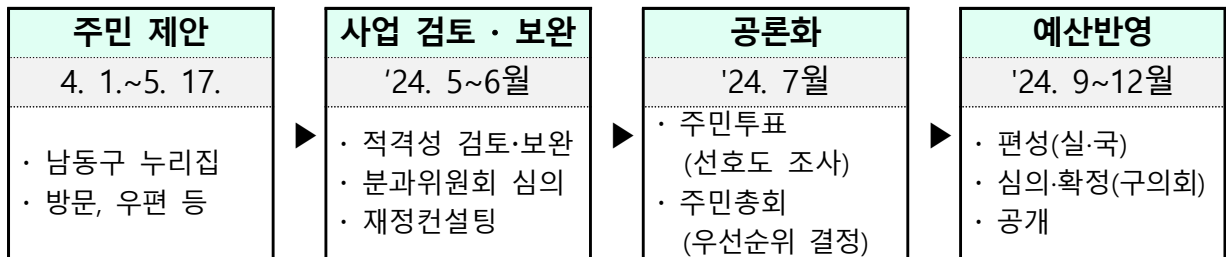 주민 제안
4. 1.~5. 17.
· 남동구 누리집
· 방문, 우편 등
▶
사업 검토 · 보완
‘24. 5~6월
· 적격성 검토·보완
· 분과위원회 심의
· 재정컨설팅
▶
공론화
'24. 7월
· 주민투표
(선호도 조사)
· 주민총회
(우선순위 결정)
▶
예산반영
'24. 9~12월
· 편성(실·국)
· 심의·확정(구의회)
· 공개